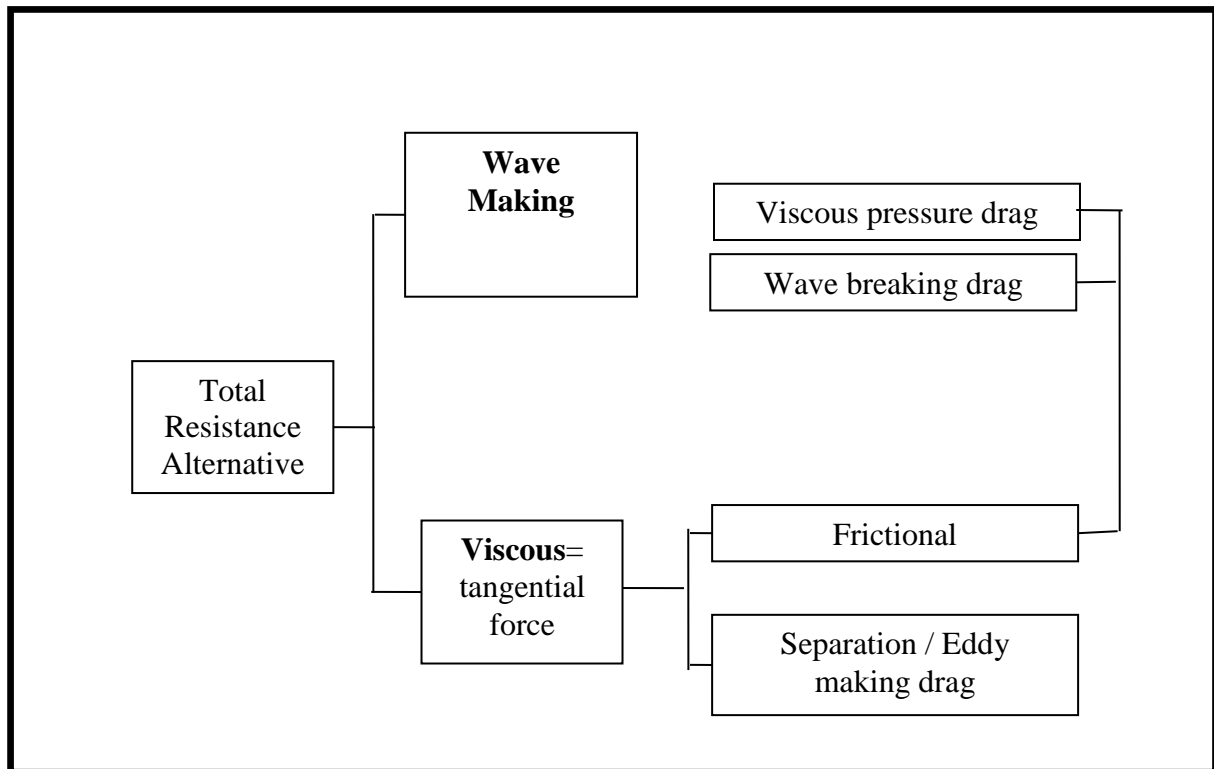 Wave
Making
Viscous pressure drag
Wave breaking drag
Total
Resistance
Alternative
Viscous=
tangential
force
Frictional
Separation / Eddy
making drag